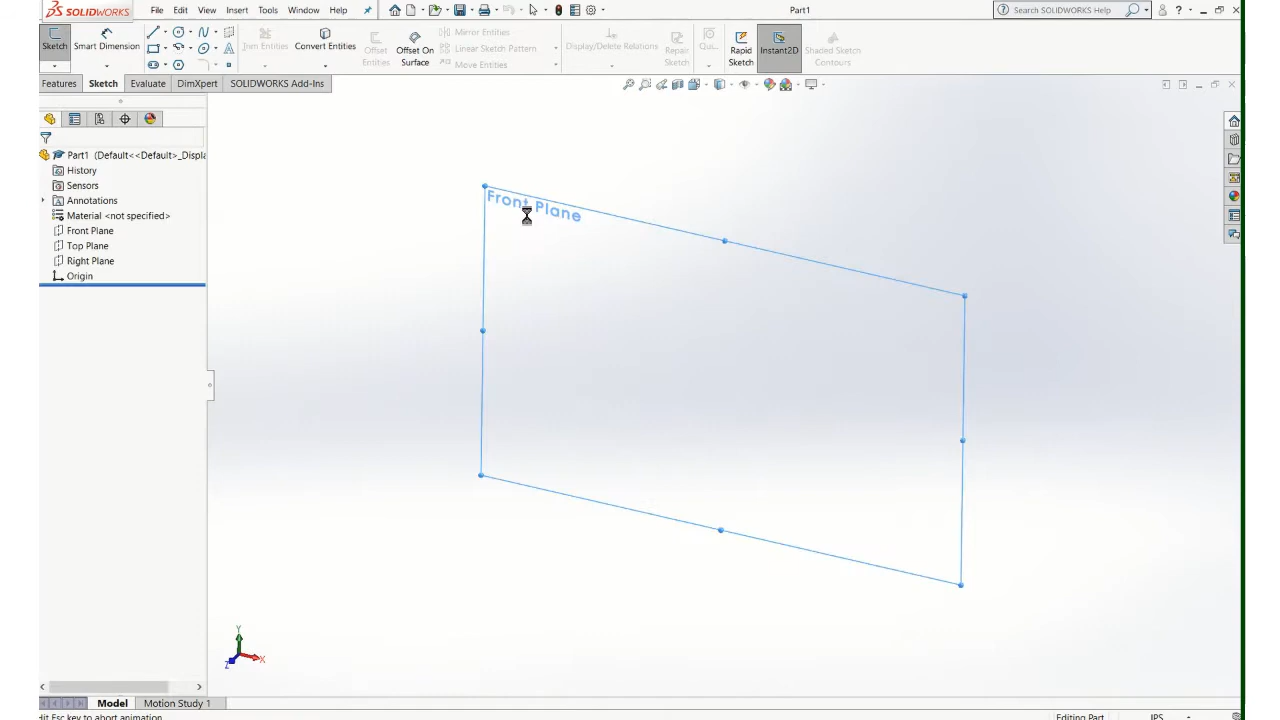 SOLIDWORKS File Edit View Insert Tools Window Help Part1 Search SOLIDWORKS Help ?
Sketch Smart Dimension Trim Entities Convert Entities Offset Entities Offset On Surface Mirror Entities Linear Sketch Pattern Move Entities Display/Delete Relations Repair Sketch Qui... Rapid Sketch Instant2D Shaded Sketch Contours
Features Sketch Evaluate DimXpert SOLIDWORKS Add-Ins
Part1 (Default<<Default>_Displa
History
Sensors
Annotations
Material <not specified>
Front Plane
Top Plane
Right Plane
Origin
Front Plane
Y
Z X
Model Motion Study 1
Hit Esc key to abort animation Editing Part IPS